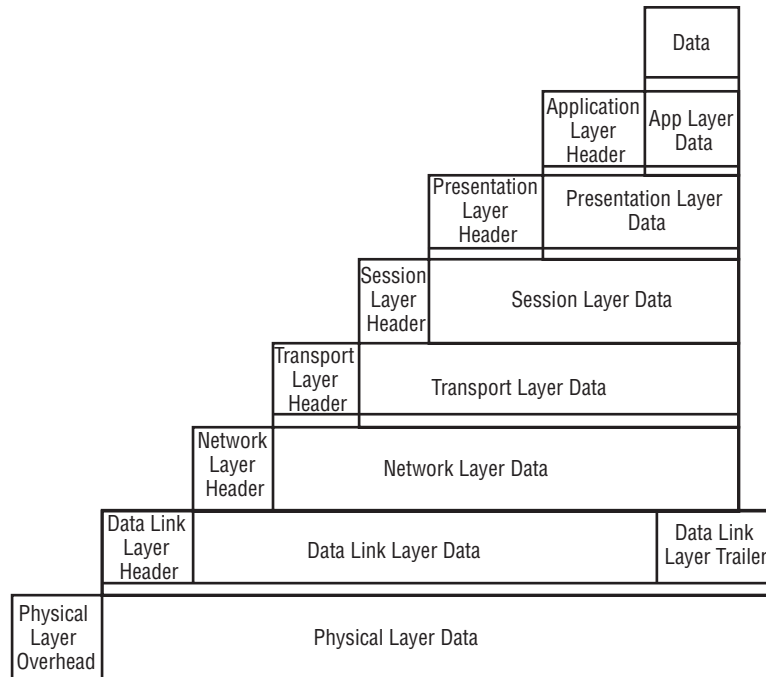 Data
Application
Layer
Header
App Layer
Data
Presentation
Layer
Header
Presentation Layer
Data
Session
Layer
Header
Session Layer Data
Transport
Layer
Header
Transport Layer Data
Network
Layer
Header
Network Layer Data
Data Link
Layer
Header
Data Link Layer Data
Data Link
Layer Trailer
Physical
Layer
Overhead
Physical Layer Data